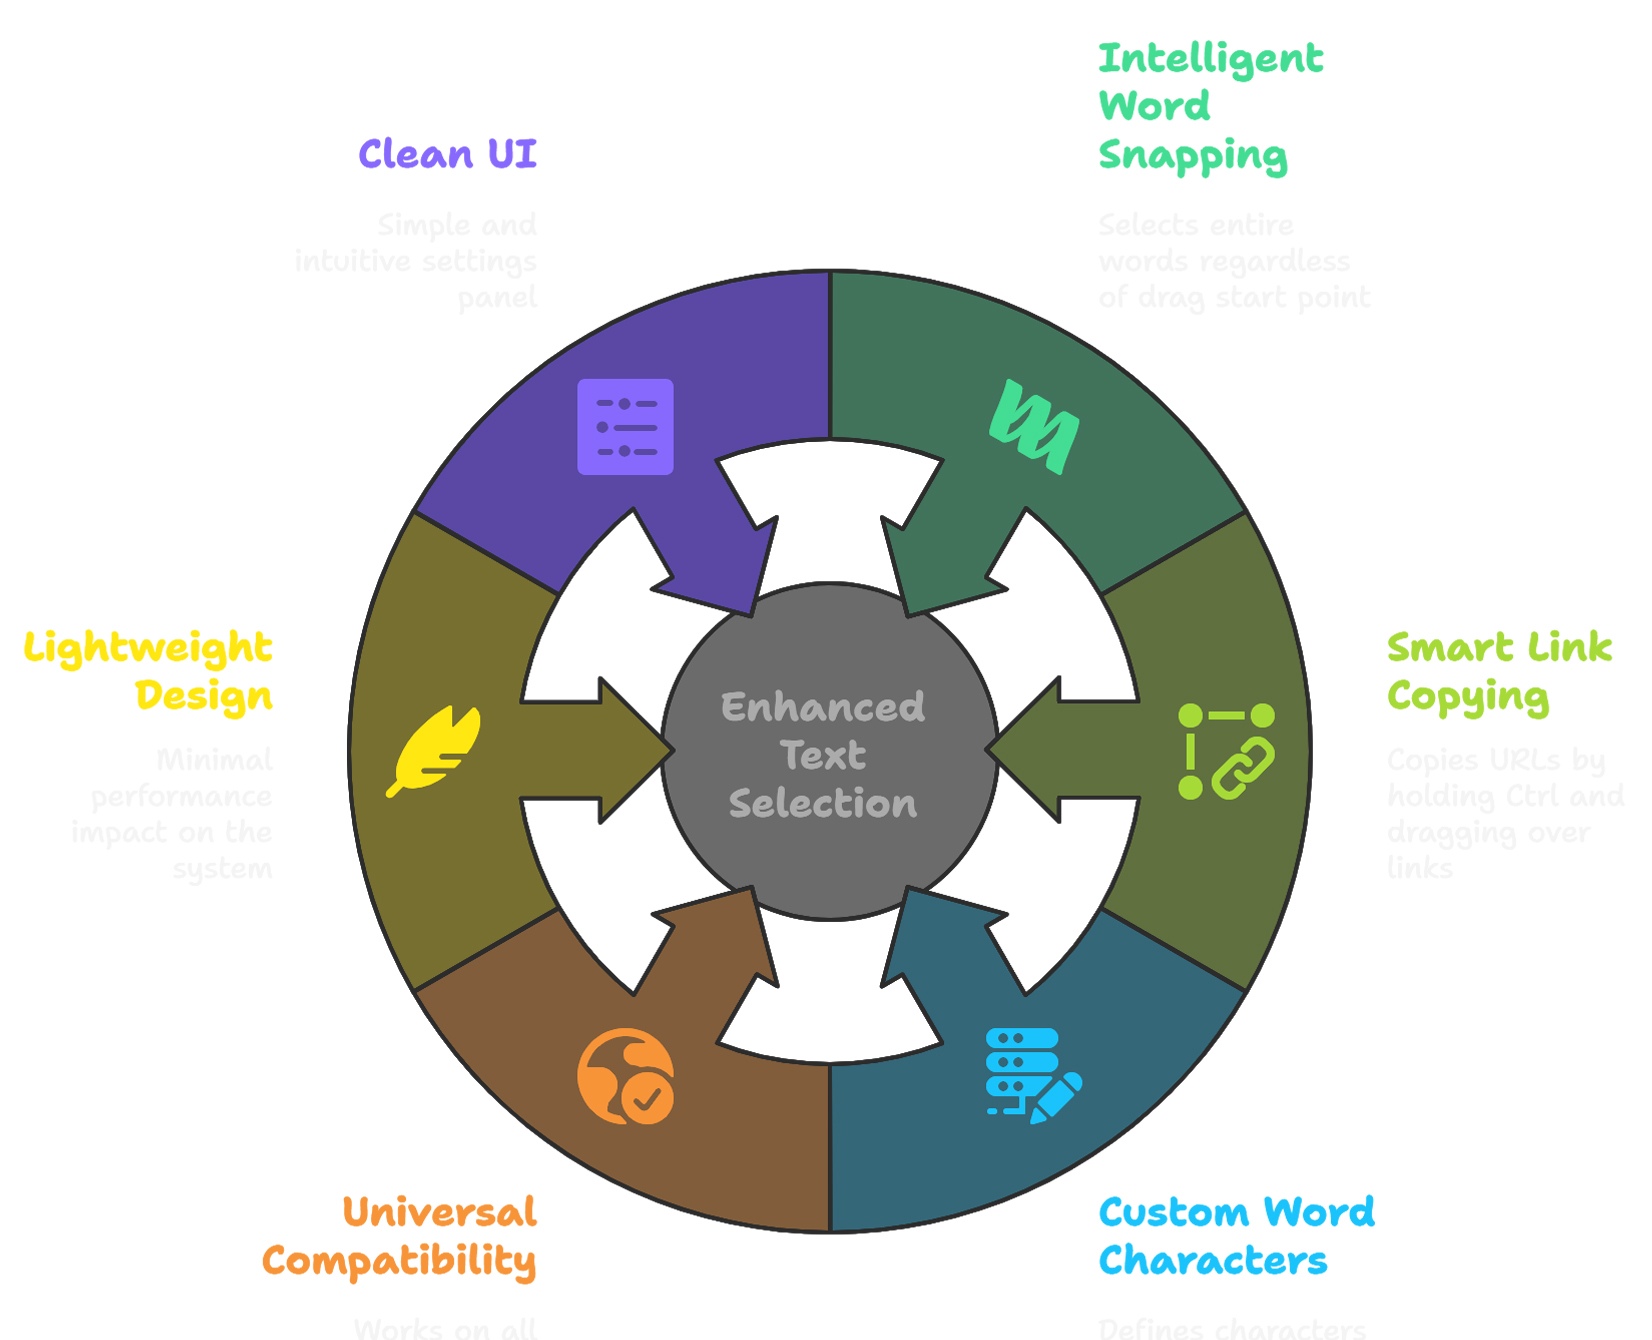 Intelligent
Word
Snapping
Selects entire
words regardless
of drag start point
Clean UI
Simple and
intuitive settings
panel
Lightweight
Design
Minimal
performance
impact on the
system
Enhanced
Text
Selection
Smart Link
Copying
Copies URLs by
holding Ctrl and
dragging over
links
Universal
Compatibility
Works on all
Custom Word
Characters
Defines characters